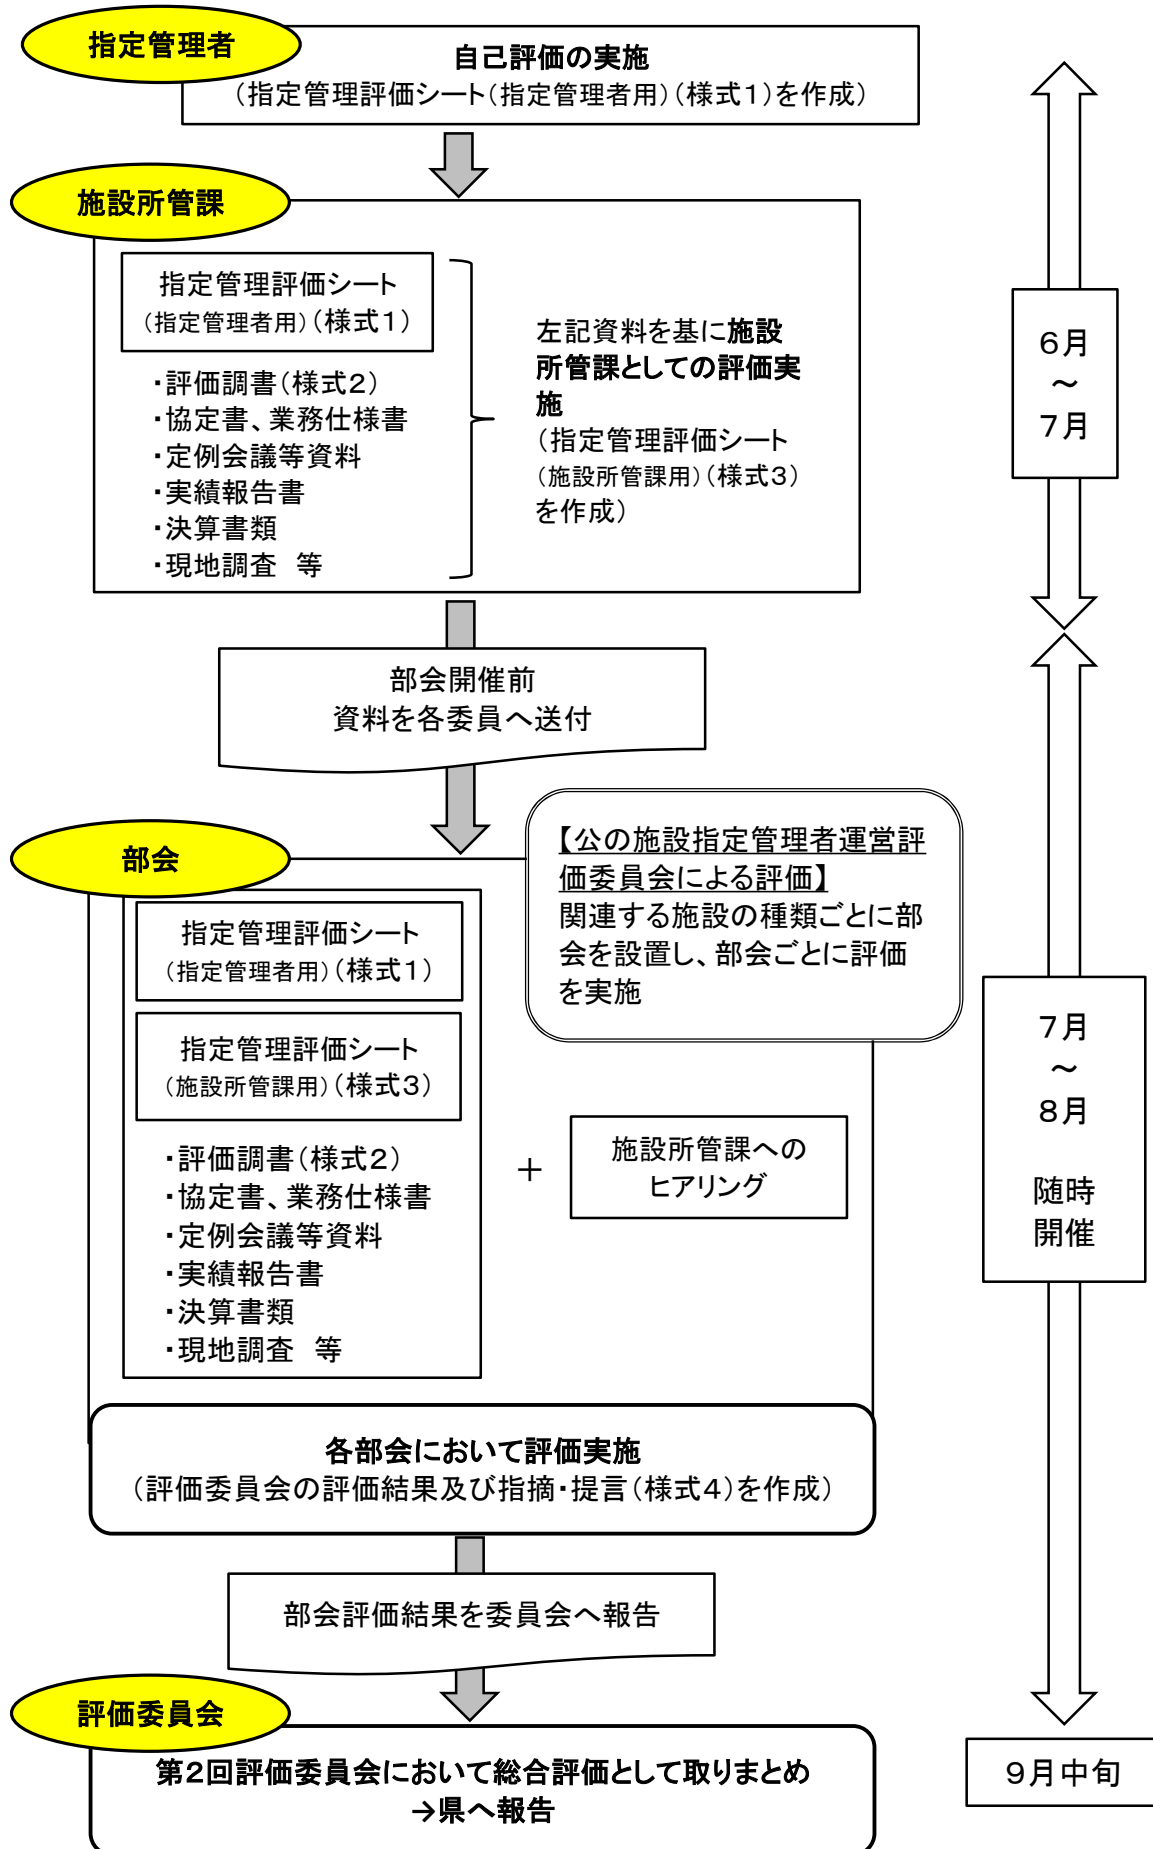 指定管理者
自己評価の実施
（指定管理評価シート（指定管理者用）（様式１）を作成）
施設所管課
指定管理評価シート
（指定管理者用）（様式１）
・評価調書（様式２）
・協定書、業務仕様書
・定例会議等資料
・実績報告書
・決算書類
・現地調査　等
左記資料を基に施設
所管課としての評価実
施
（指定管理評価シート
（施設所管課用）（様式３）
を作成）
６月
～
７月
部会開催前
資料を各委員へ送付
部会
【公の施設指定管理者運営評
価委員会による評価】
関連する施設の種類ごとに部
会を設置し、部会ごとに評価
を実施
指定管理評価シート
（指定管理者用）（様式１）
指定管理評価シート
（施設所管課用）（様式３）
・評価調書（様式２）
・協定書、業務仕様書
・定例会議等資料
・実績報告書
・決算書類
・現地調査　等
＋
施設所管課への
ヒアリング
７月
～
８月
随時
開催
各部会において評価実施
（評価委員会の評価結果及び指摘・提言（様式４）を作成）
部会評価結果を委員会へ報告
評価委員会
第２回評価委員会において総合評価として取りまとめ
→県へ報告
９月中旬